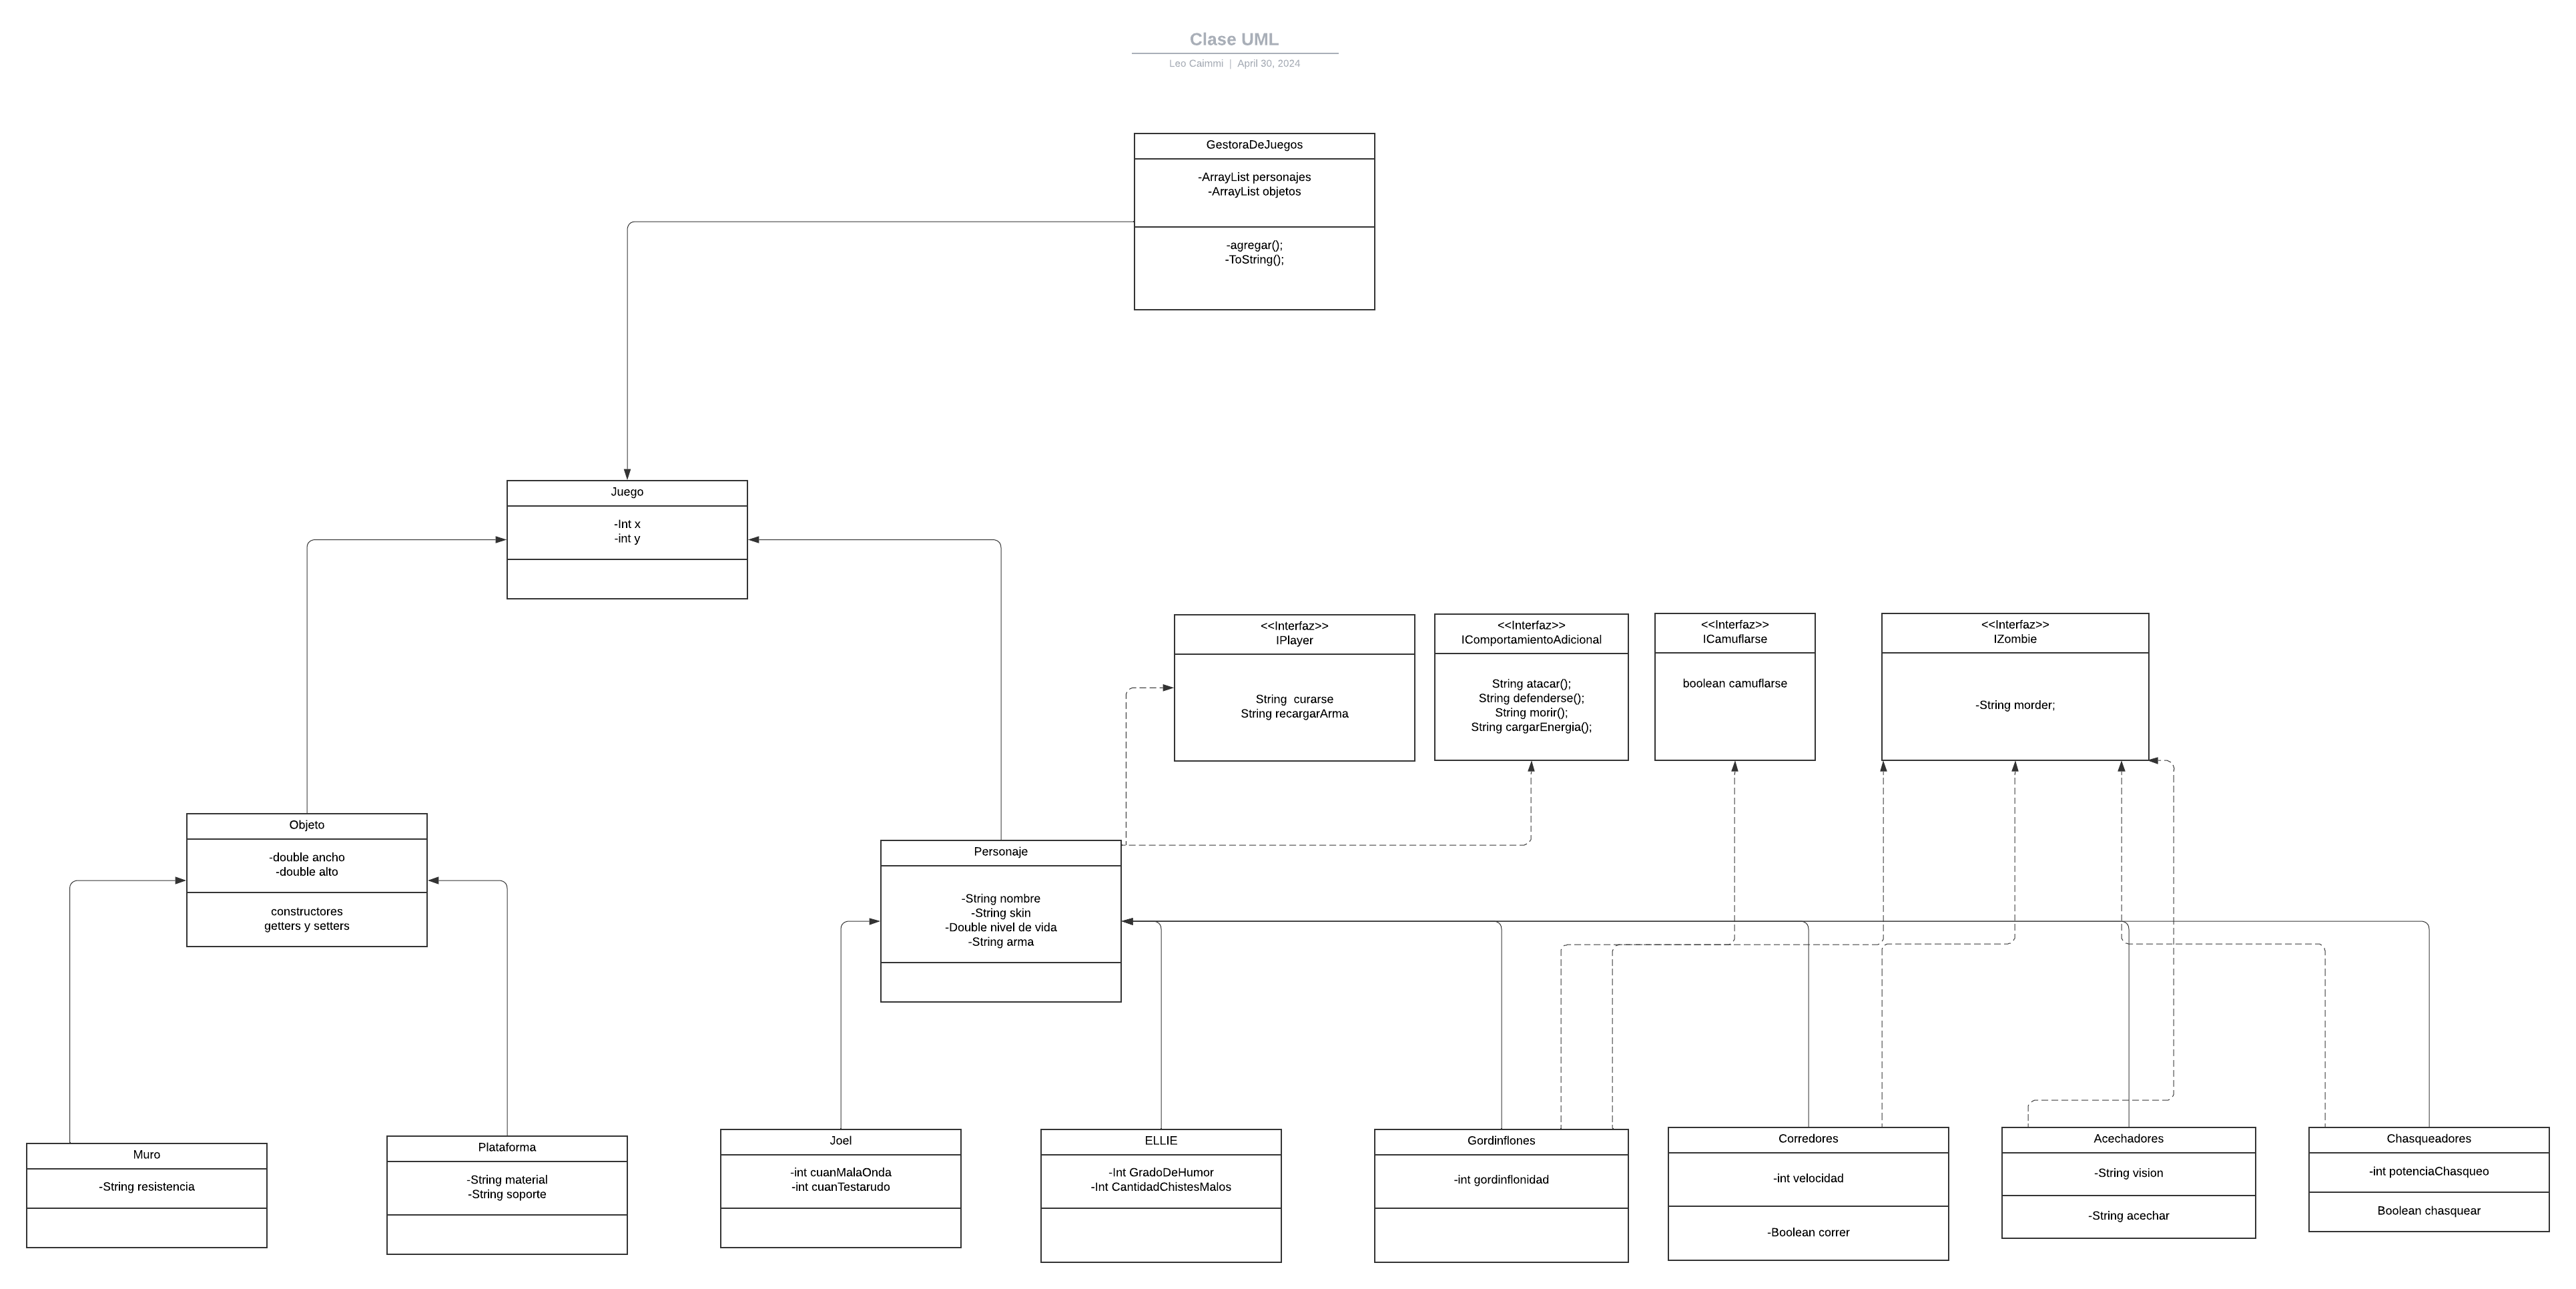 Clase UML
Leo Caimmi | April 30, 2024
GestoraDeJuegos
-ArrayList personajes
-ArrayList objetos
-agregar();
-ToString();
Juego
-Int x
-int y
<<Interfaz>>
IPlayer
String  curarse
String recargarArma
<<Interfaz>>
IComportamientoAdicional
String atacar();
String defenderse();
String morir();
String cargarEnergia();
<<Interfaz>>
ICamuflarse
boolean camuflarse
<<Interfaz>>
IZombie
-String morder;
Objeto
-double ancho
-double alto
constructores
getters y setters
Personaje
-String nombre
-String skin
-Double nivel de vida
-String arma
Muro
-String resistencia
Plataforma
-String material
-String soporte
Joel
-int cuanMalaOnda
-int cuanTestarudo
ELLIE
-Int GradoDeHumor
-Int CantidadChistesMalos
Gordinflones
-int gordinflonidad
Corredores
-int velocidad
-Boolean correr
Acechadores
-String vision
-String acechar
Chasqueadores
-int potenciaChasqueo
Boolean chasquear